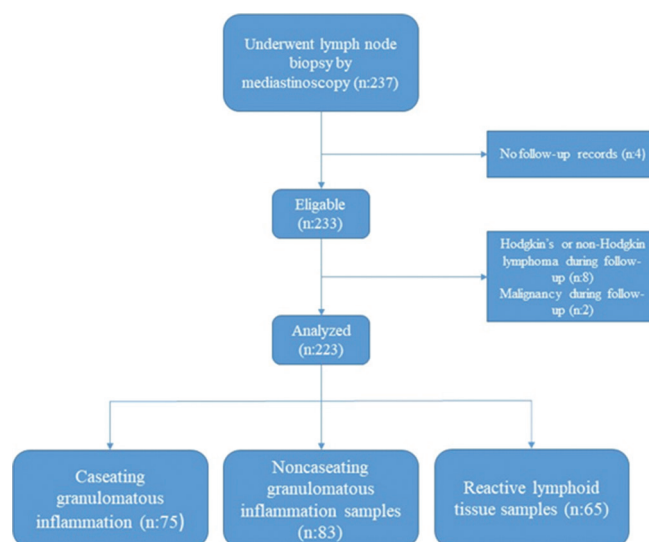 Underwent lymph node
biopsy by
mediastinoscopy (n:237)
No follow-up records (n:4)
Eligable
(n:233)
Hodgkin's or non-Hodgkin
lymphoma during follow-
up (n:8)
Malignancy during follow-
up (n:2)
Analyzed
(n:223)
Caseating
granulomatous
inflammation (n:75)
Noncaseating
granulomatous
inflammation samples
(n:83)
Reactive lymphoid
tissue samples (n:65)